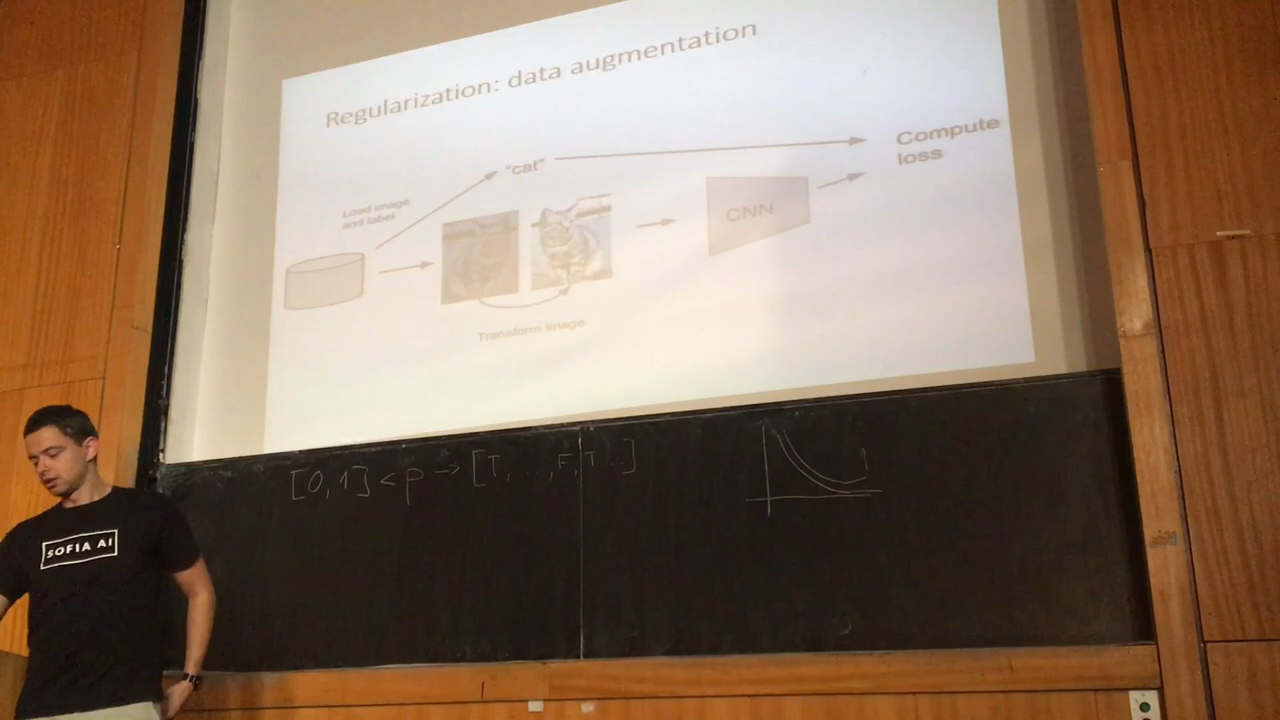 Regularization: data augmentation
"cat"
Compute
loss
Load image
and label
CNN
Transform image
[0,1] < p → [T, ..., F, T ..]
SOFIA AI